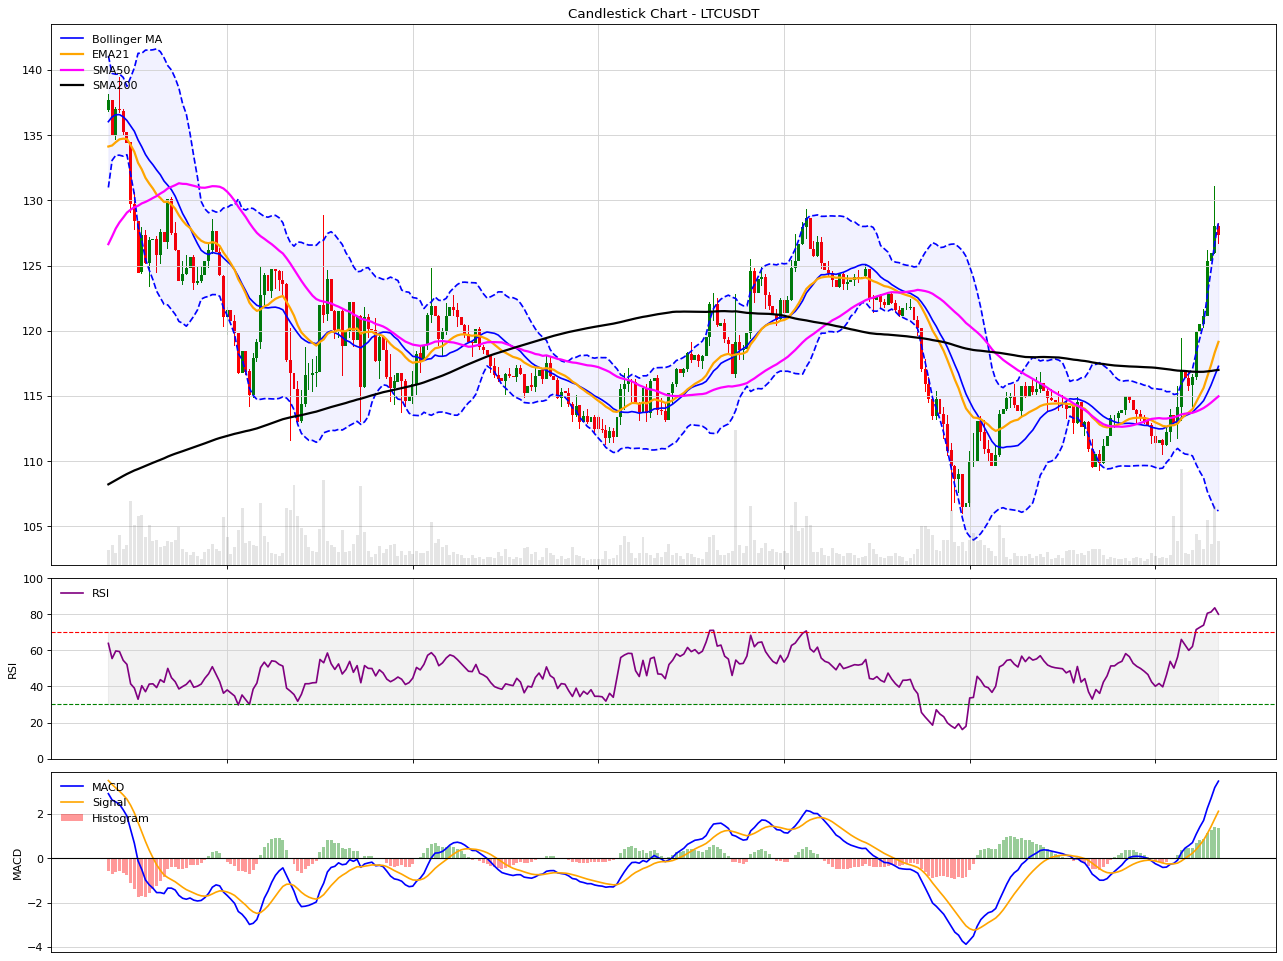 Candlestick Chart - LTCUSDT
Bollinger MA
EMA21
SMA50
SMA200
140
135
130
125
120
115
110
105
100
80
60
40
20
0
RSI
RSI
MACD
Signal
Histogram
2
0
−2
−4
MACD